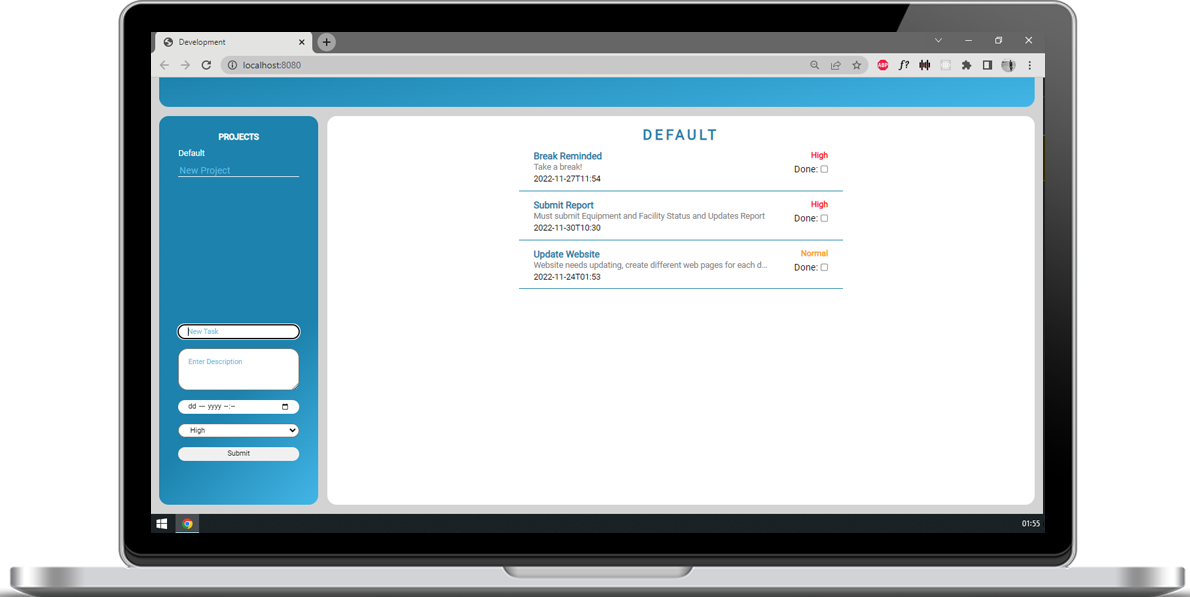 Development
localhost:8080
ABP
f?
PROJECTS
Default
New Project
New Task
Enter Description
dd — yyyy --:--
High
Submit
DEFAULT
Break Reminded
High
Take a break!
Done:
2022-11-27T11:54
Submit Report
High
Must submit Equipment and Facility Status and Updates Report
Done:
2022-11-30T10:30
Update Website
Normal
Website needs updating, create different web pages for each d...
Done:
2022-11-24T01:53
01:55